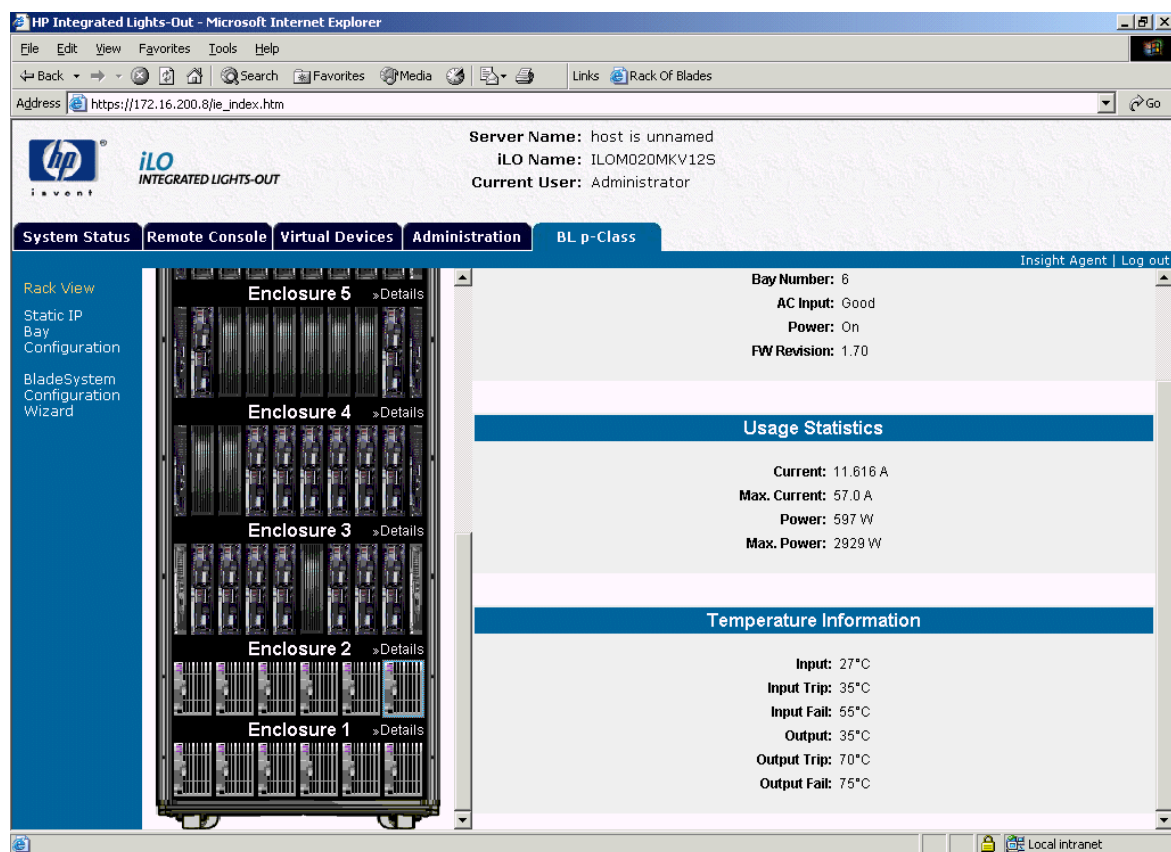 HP Integrated Lights-Out - Microsoft Internet Explorer
File Edit View Favorites Tools Help
Back Search Favorites Media Links Rack Of Blades
Address https://172.16.200.8/ie_index.htm Go
hp
invent
iLO
INTEGRATED LIGHTS-OUT
Server Name: host is unnamed
iLO Name: ILOM020MKV12S
Current User: Administrator
System Status Remote Console Virtual Devices Administration BL p-Class
Insight Agent | Log out
Rack View
Static IP
Bay
Configuration
BladeSystem
Configuration
Wizard
Enclosure 5 »Details
Enclosure 4 »Details
Enclosure 3 »Details
Enclosure 2 »Details
Enclosure 1 »Details
Bay Number: 6
AC Input: Good
Power: On
FW Revision: 1.70
Usage Statistics
Current: 11.616 A
Max. Current: 57.0 A
Power: 597 W
Max. Power: 2929 W
Temperature Information
Input: 27°C
Input Trip: 35°C
Input Fail: 55°C
Output: 35°C
Output Trip: 70°C
Output Fail: 75°C
Local intranet